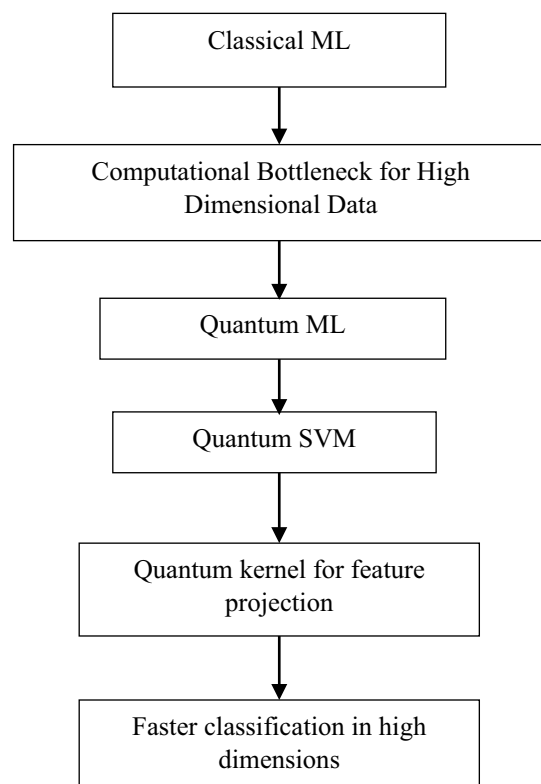 Classical ML
Computational Bottleneck for High
Dimensional Data
Quantum ML
Quantum SVM
Quantum kernel for feature
projection
Faster classification in high
dimensions